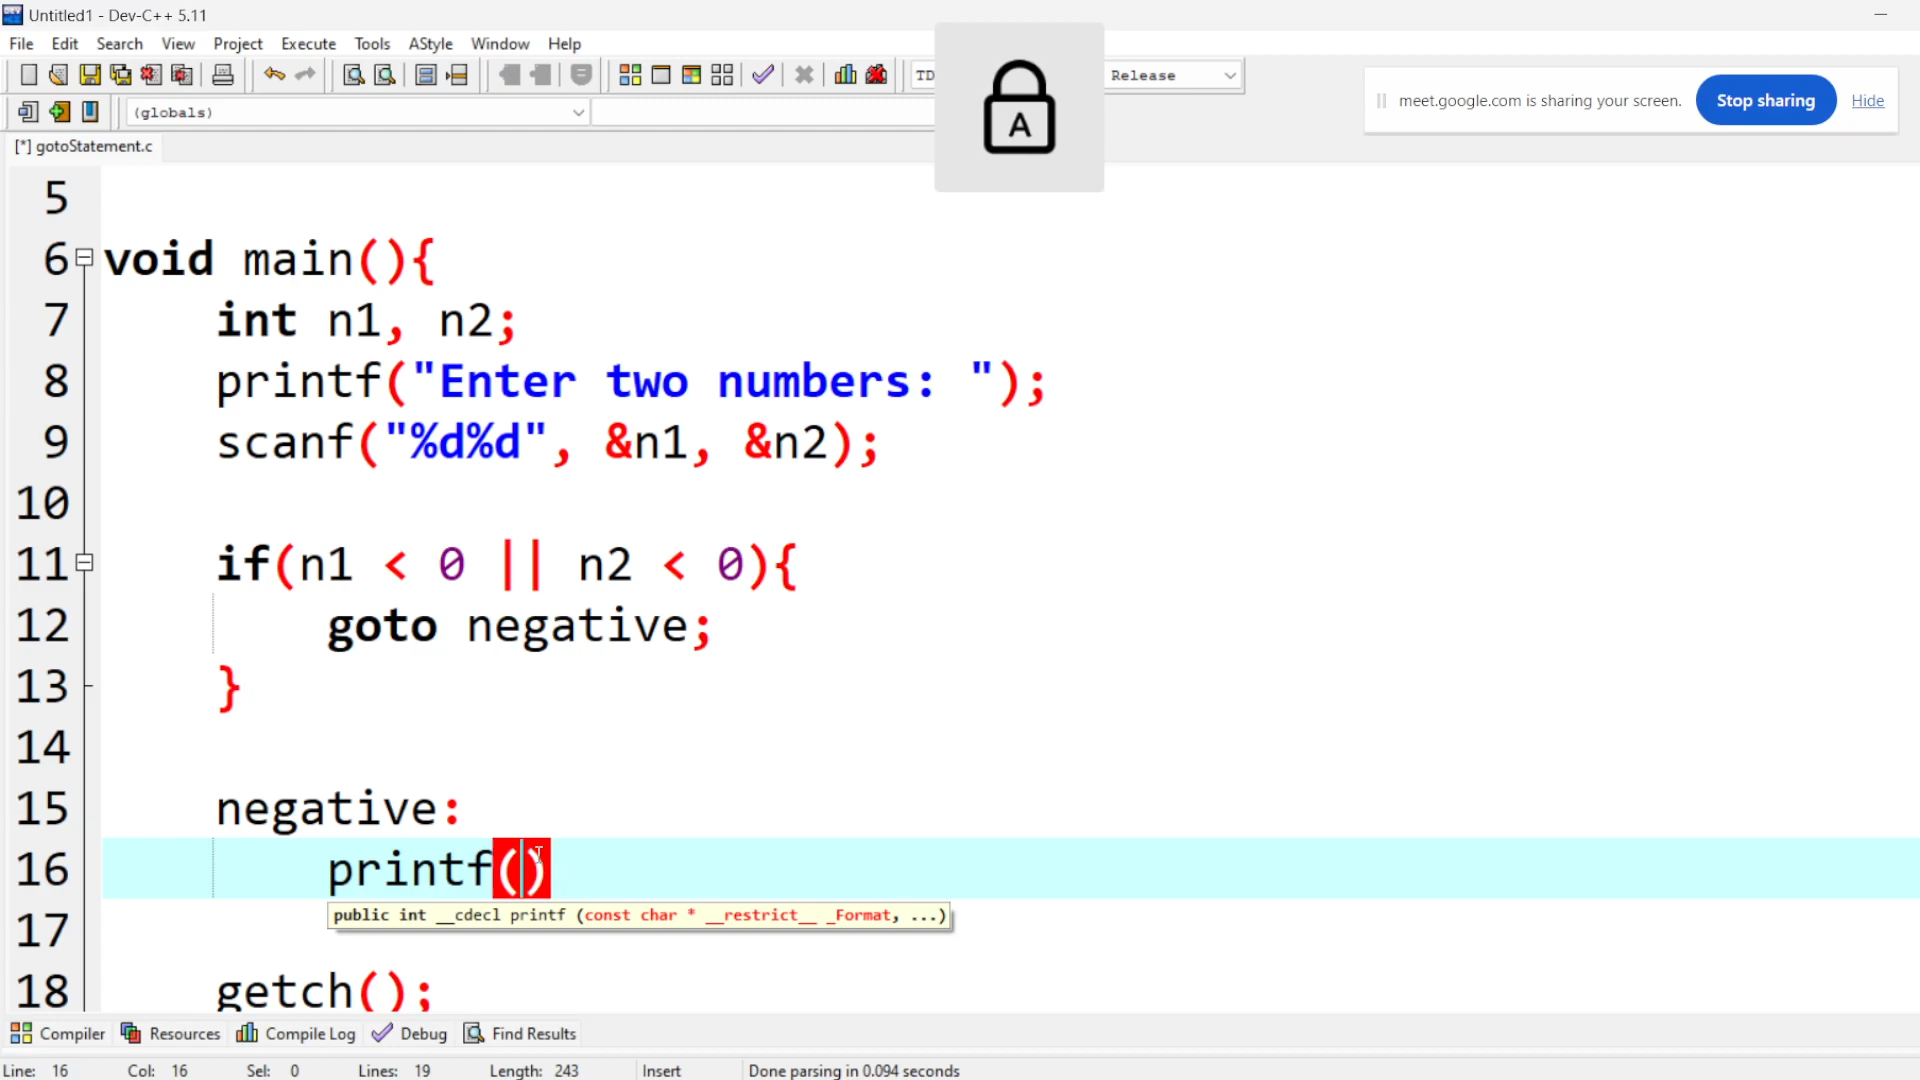 Untitled1 - Dev-C++ 5.11
File Edit Search View Project Execute Tools AStyle Window Help
TD
Release
meet.google.com is sharing your screen. Stop sharing Hide
A
(globals)
[*] gotoStatement.c
5
6 void main(){
7 int n1, n2;
8 printf("Enter two numbers: ");
9 scanf("%d%d", &n1, &n2);
10
11 if(n1 < 0 || n2 < 0){
12 goto negative;
13 }
14
15 negative:
16 printf()
public int __cdecl printf (const char * __restrict__ _Format, ...)
17
18 getch();
Compiler Resources Compile Log Debug Find Results
Line: 16 Col: 16 Sel: 0 Lines: 19 Length: 243 Insert Done parsing in 0.094 seconds